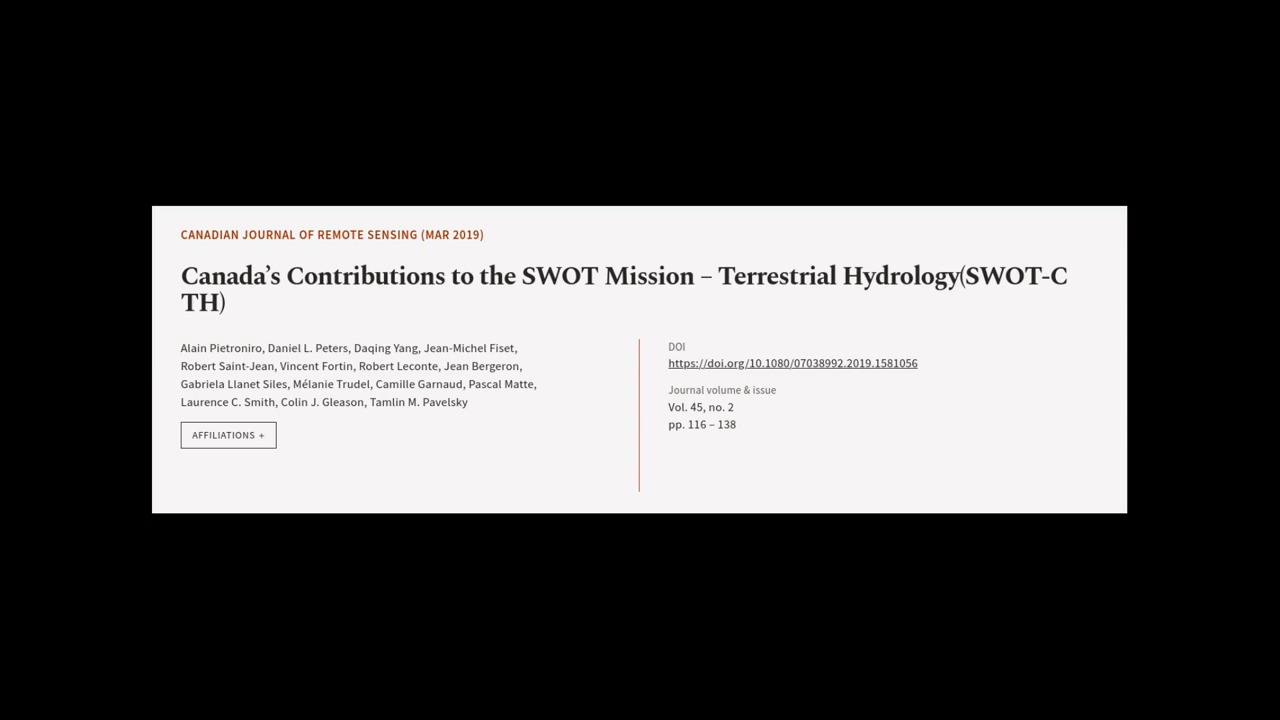 CANADIAN JOURNAL OF REMOTE SENSING (MAR 2019)
Canada’s Contributions to the SWOT Mission – Terrestrial Hydrology(SWOT-C
TH)
Alain Pietroniro, Daniel L. Peters, Daqing Yang, Jean-Michel Fiset,
Robert Saint-Jean, Vincent Fortin, Robert Leconte, Jean Bergeron,
Gabriela Llanet Siles, Mélanie Trudel, Camille Garnaud, Pascal Matte,
Laurence C. Smith, Colin J. Gleason, Tamlin M. Pavelsky
AFFILIATIONS +
DOI
https://doi.org/10.1080/07038992.2019.1581056
Journal volume & issue
Vol. 45, no. 2
pp. 116 – 138